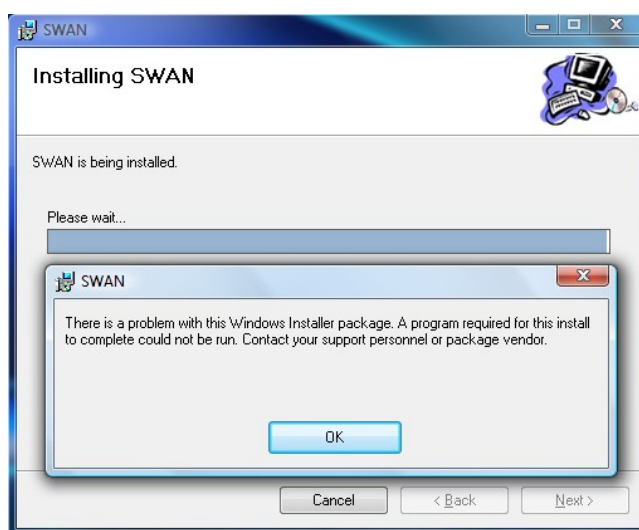 SWAN
Installing SWAN
SWAN is being installed.
Please wait...
SWAN
There is a problem with this Windows Installer package. A program required for this install
to complete could not be run. Contact your support personnel or package vendor.
OK
Cancel
< Back
Next >